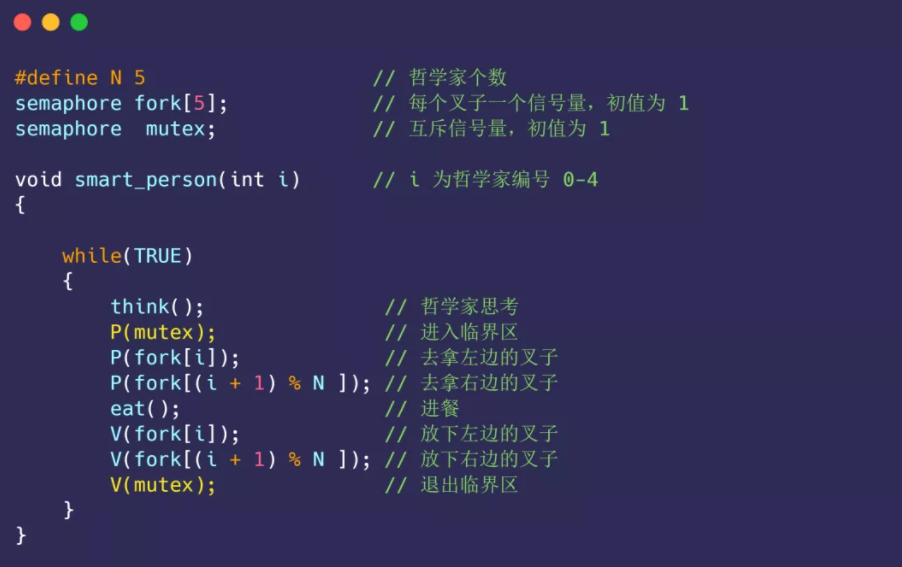 #define N 5 // 哲学家个数
semaphore fork[5]; // 每个叉子一个信号量，初值为 1
semaphore mutex; // 互斥信号量，初值为 1
void smart_person(int i) // i 为哲学家编号 0-4
{
while(TRUE)
{
think(); // 哲学家思考
P(mutex); // 进入临界区
P(fork[i]); // 去拿左边的叉子
P(fork[(i + 1) % N ]); // 去拿右边的叉子
eat(); // 进餐
V(fork[i]); // 放下左边的叉子
V(fork[(i + 1) % N ]); // 放下右边的叉子
V(mutex); // 退出临界区
}
}